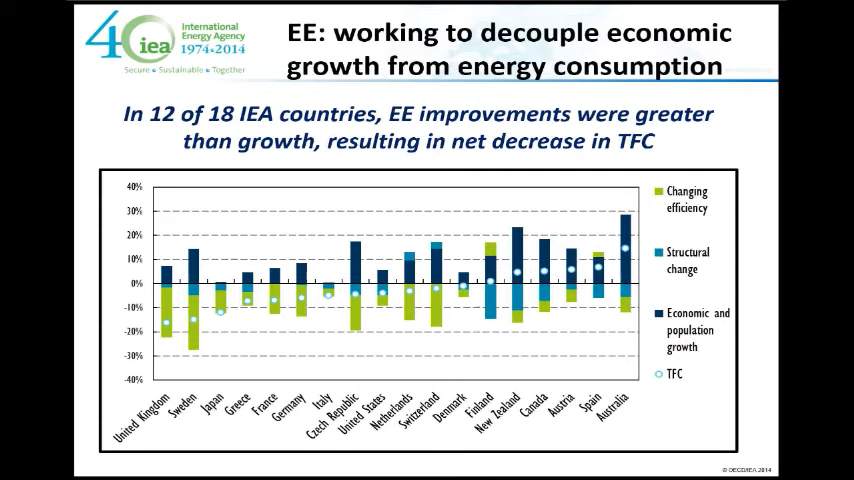 40
iea
International
Energy Agency
1974•2014
Secure • Sustainable • Together
EE: working to decouple economic
growth from energy consumption
In 12 of 18 IEA countries, EE improvements were greater
than growth, resulting in net decrease in TFC
40%
30%
20%
10%
0%
-10%
-20%
-30%
-40%
United Kingdom
Sweden
Japan
Greece
France
Germany
Italy
Czech Republic
United States
Netherlands
Switzerland
Denmark
Finland
New Zealand
Canada
Austria
Spain
Australia
Changing
efficiency
Structural
change
Economic and
population
growth
TFC
© OECD/IEA 2014